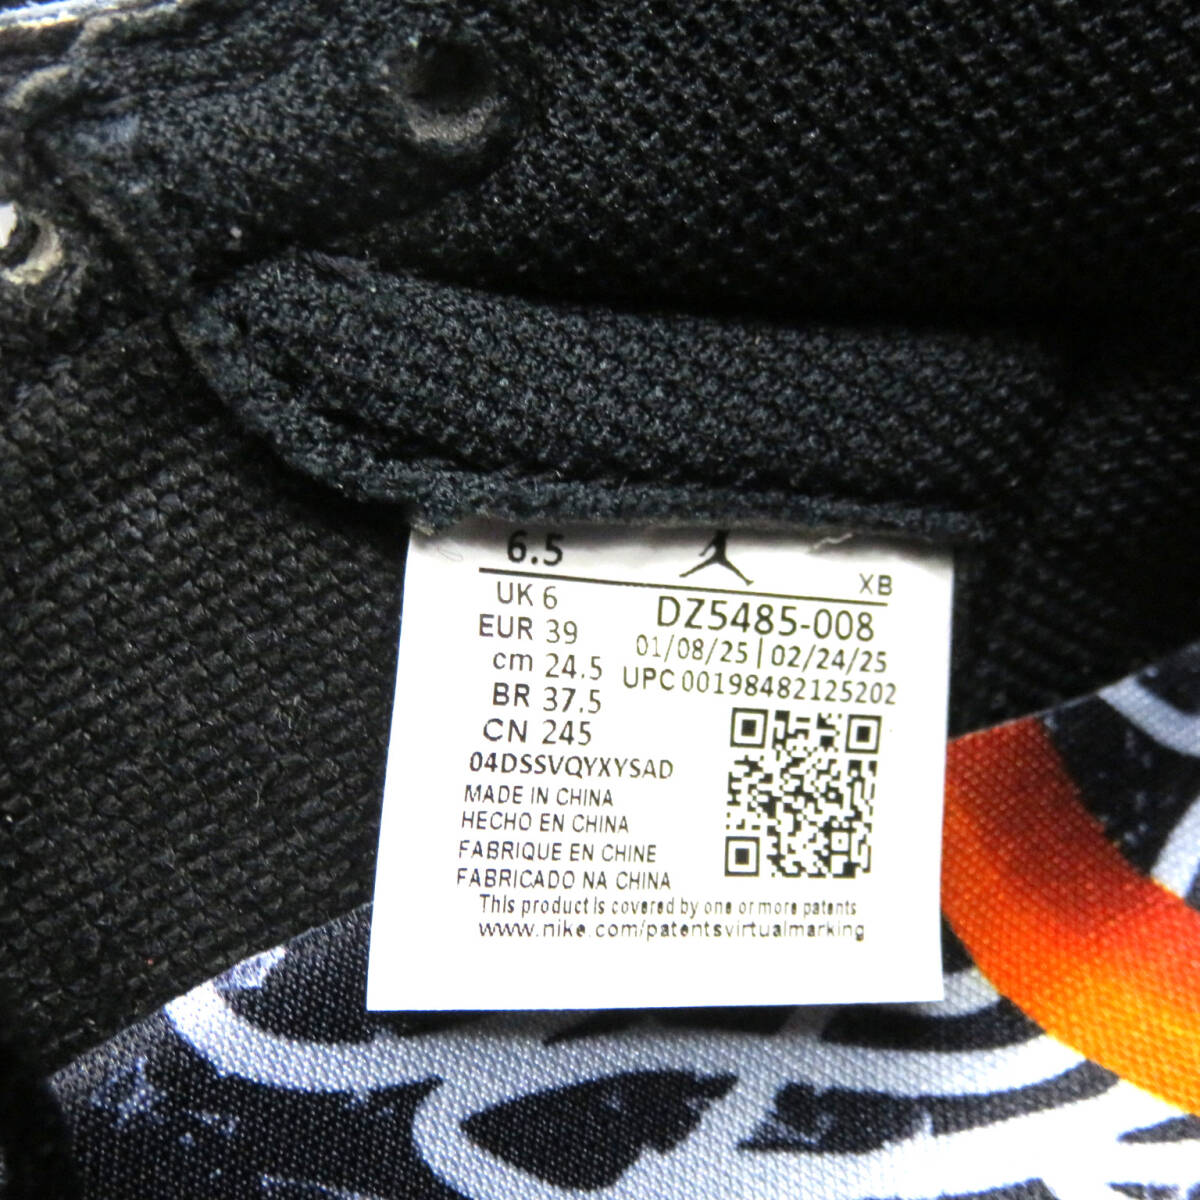 6.5
XB
UK 6
EUR 39
cm 24.5
BR 37.5
CN 245
DZ5485-008
01/08/25 | 02/24/25
UPC 00198482125202
04DSSVQYXYSAD
MADE IN CHINA
HECHO EN CHINA
FABRIQUE EN CHINE
FABRICADO NA CHINA
This product is covered by one or more patents
www.nike.com/patentsvirtualmarking